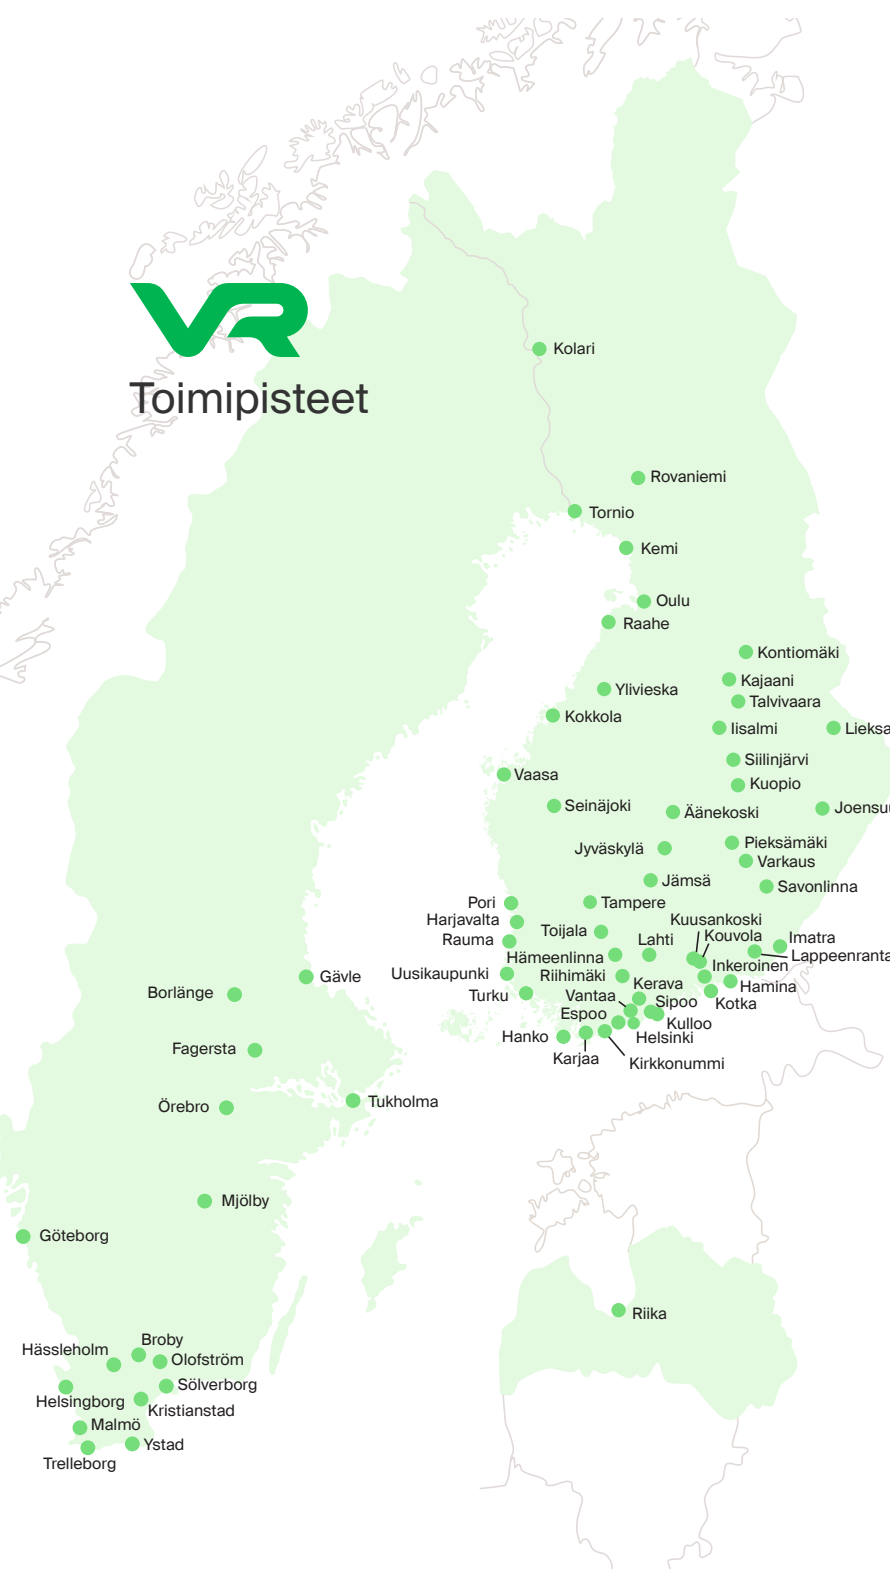 VR
Toimipisteet
Kolari
Rovaniemi
Tornio
Kemi
Oulu
Raahe
Kontiomäki
Kajaani
Ylivieska
Talvivaara
Kokkola
Iisalmi
Lieksa
Siilinjärvi
Vaasa
Kuopio
Seinäjoki
Äänekoski
Joensuu
Pieksämäki
Jyväskylä
Varkaus
Jämsä
Savonlinna
Pori
Tampere
Harjavalta
Kuusankoski
Toijala
Kouvola
Rauma
Lahti
Imatra
Hämeenlinna
Lappeenranta
Inkeroinen
Uusikaupunki
Riihimäki
Gävle
Kerava
Hamina
Borlänge
Turku
Vantaa
Sipoo
Kotka
Espoo
Kulloo
Hanko
Helsinki
Fagersta
Karjaa
Kirkkonummi
Tukholma
Örebro
Mjölby
Göteborg
Riika
Broby
Hässleholm
Olofström
Sölverborg
Helsingborg
Kristianstad
Malmö
Ystad
Trelleborg